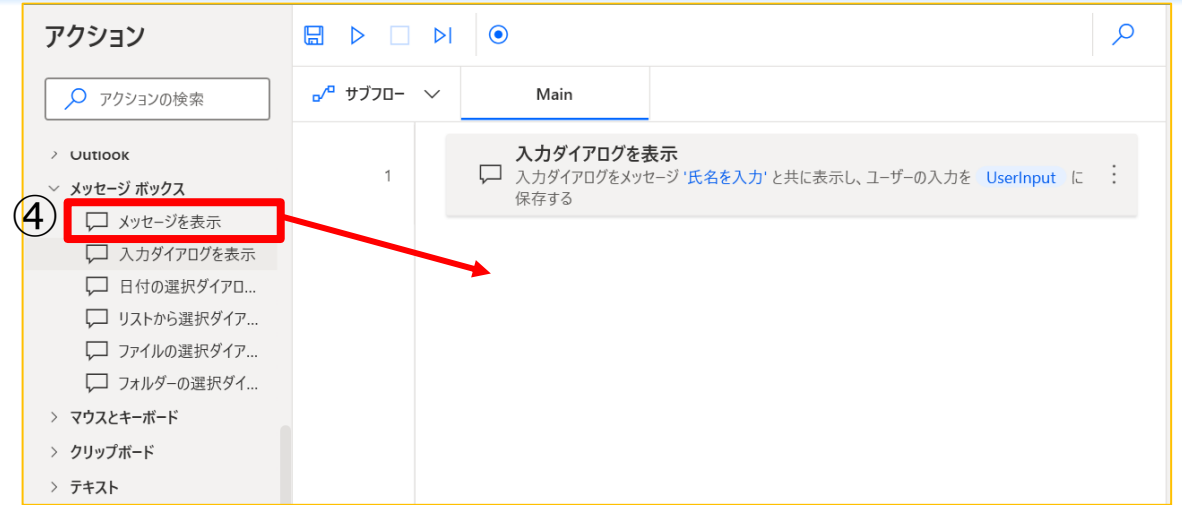 アクション
アクションの検索
サブフロー
Main
Outlook
メッセージ ボックス
④
メッセージを表示
入力ダイアログを表示
日付の選択ダイアロ...
リストから選択ダイア...
ファイルの選択ダイア...
フォルダーの選択ダイ...
マウスとキーボード
クリップボード
テキスト
1
入力ダイアログを表示
入力ダイアログをメッセージ '氏名を入力' と共に表示し、ユーザーの入力を UserInput に
保存する